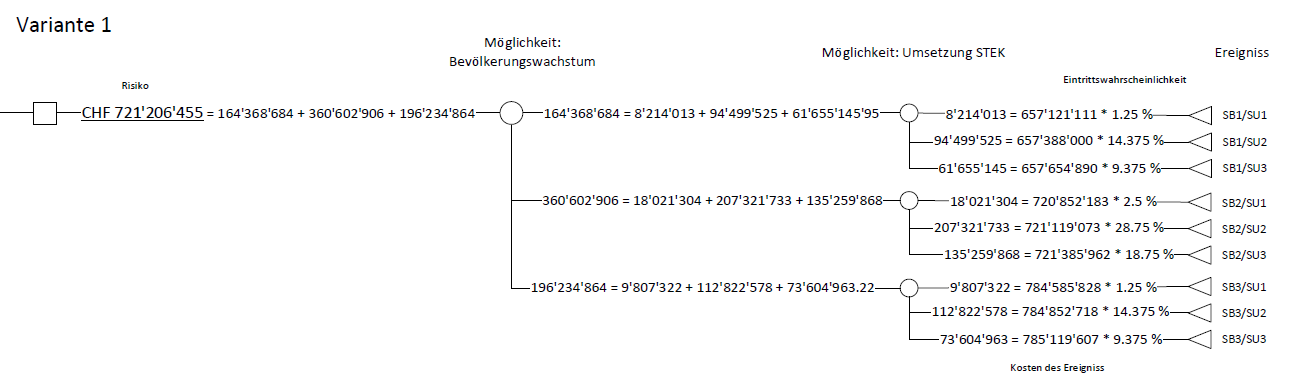 Variante 1
Möglichkeit:
Bevölkerungswachstum
Möglichkeit: Umsetzung STEK
Ereigniss
Risiko
Eintrittswahrscheinlichkeit
CHF 721'206'455 = 164'368'684 + 360'602'906 + 196'234'864
164'368'684 = 8'214'013 + 94'499'525 + 61'655'145'95
8'214'013 = 657'121'111 * 1.25 %
SB1/SU1
94'499'525 = 657'388'000 * 14.375 %
SB1/SU2
61'655'145 = 657'654'890 * 9.375 %
SB1/SU3
360'602'906 = 18'021'304 + 207'321'733 + 135'259'868
18'021'304 = 720'852'183 * 2.5 %
SB2/SU1
207'321'733 = 721'119'073 * 28.75 %
SB2/SU2
135'259'868 = 721'385'962 * 18.75 %
SB2/SU3
196'234'864 = 9'807'322 + 112'822'578 + 73'604'963.22
9'807'322 = 784'585'828 * 1.25 %
SB3/SU1
112'822'578 = 784'852'718 * 14.375 %
SB3/SU2
73'604'963 = 785'119'607 * 9.375 %
SB3/SU3
Kosten des Ereigniss